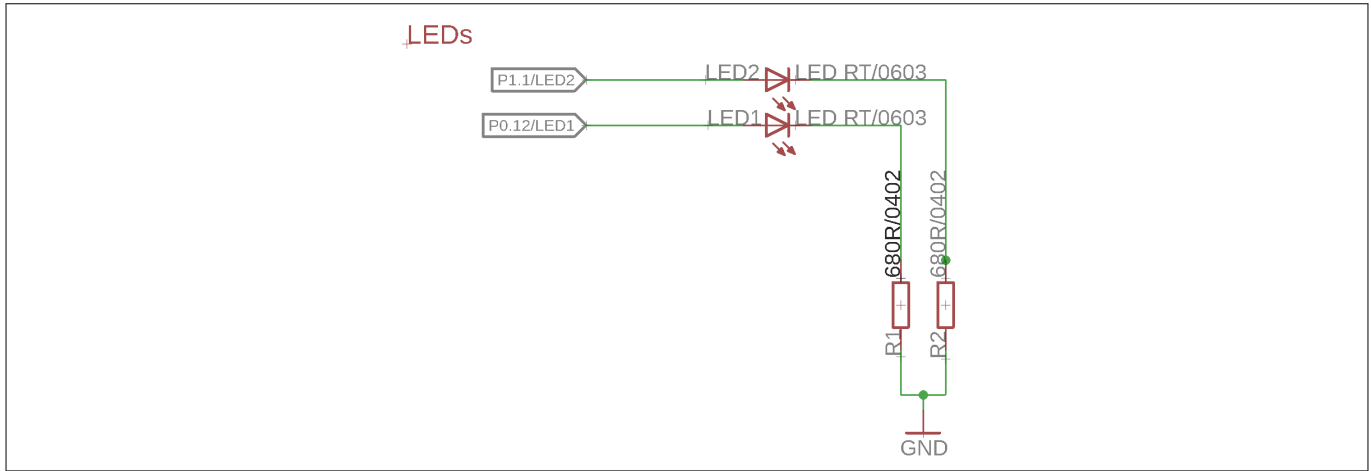 LEDs
P1.1/LED2
LED2
LED RT/0603
P0.12/LED1
LED1
LED RT/0603
680R/0402
680R/0402
R1
R2
GND